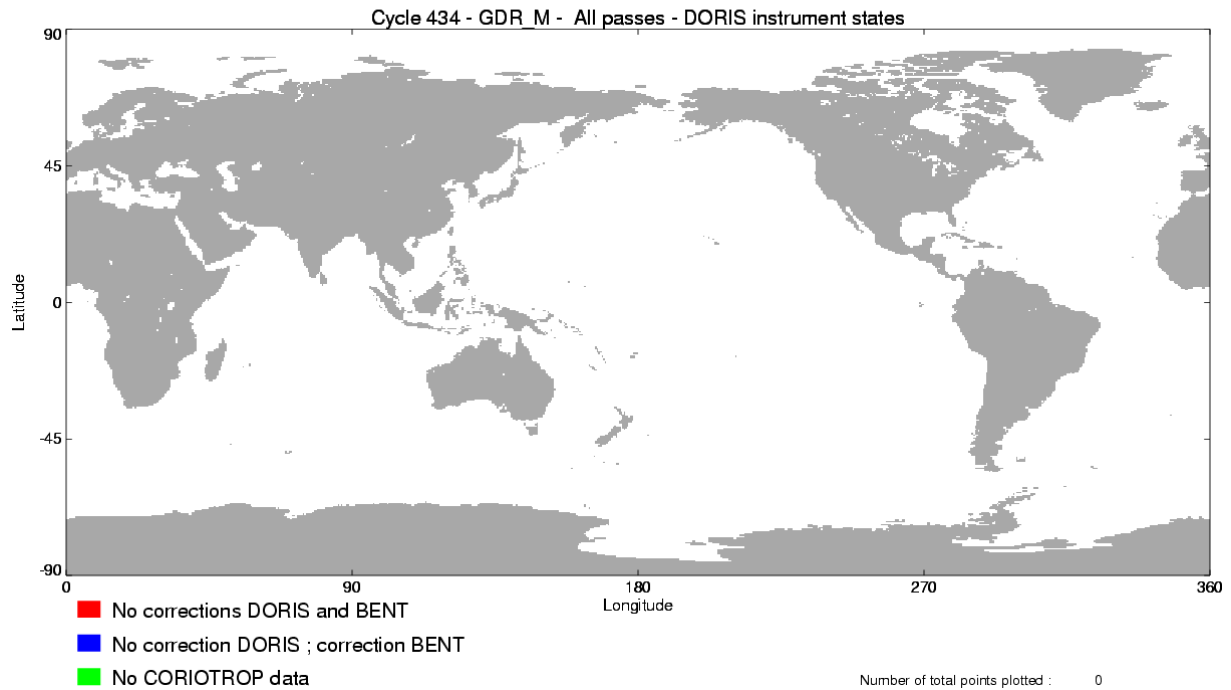 Cycle 434 - GDR_M - All passes - DORIS instrument states
90
45
0
-45
-90
Latitude
0 90 180 270 360
Longitude
No corrections DORIS and BENT
No correction DORIS ; correction BENT
No CORIOTROP data
Number of total points plotted : 0